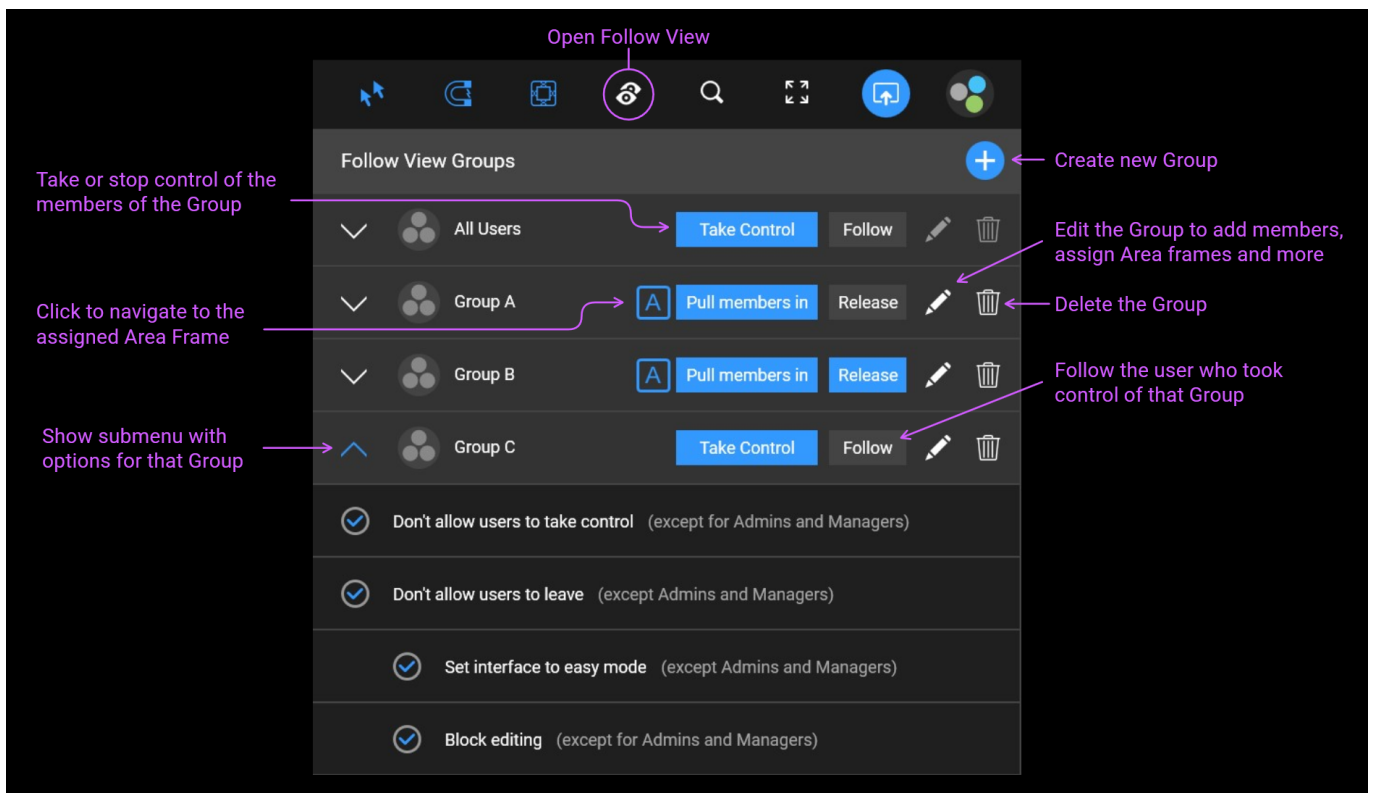 Open Follow View
Follow View Groups
Create new Group
Take or stop control of the
members of the Group
All Users
Take Control
Follow
Edit the Group to add members,
assign Area frames and more
Click to navigate to the
assigned Area Frame
Group A
A
Pull members in
Release
Delete the Group
Group B
A
Pull members in
Release
Follow the user who took
control of that Group
Show submenu with
options for that Group
Group C
Take Control
Follow
Don't allow users to take control (except for Admins and Managers)
Don't allow users to leave (except Admins and Managers)
Set interface to easy mode (except Admins and Managers)
Block editing (except for Admins and Managers)